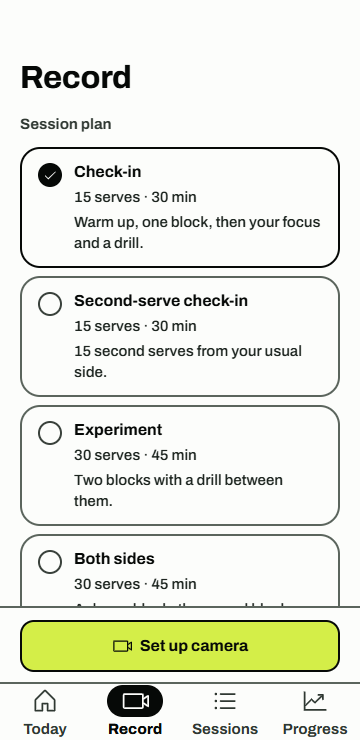 Record
Session plan
Check-in
15 serves · 30 min
Warm up, one block, then your focus
and a drill.
Second-serve check-in
15 serves · 30 min
15 second serves from your usual
side.
Experiment
30 serves · 45 min
Two blocks with a drill between
them.
Both sides
30 serves · 45 min
Set up camera
Today
Record
Sessions
Progress